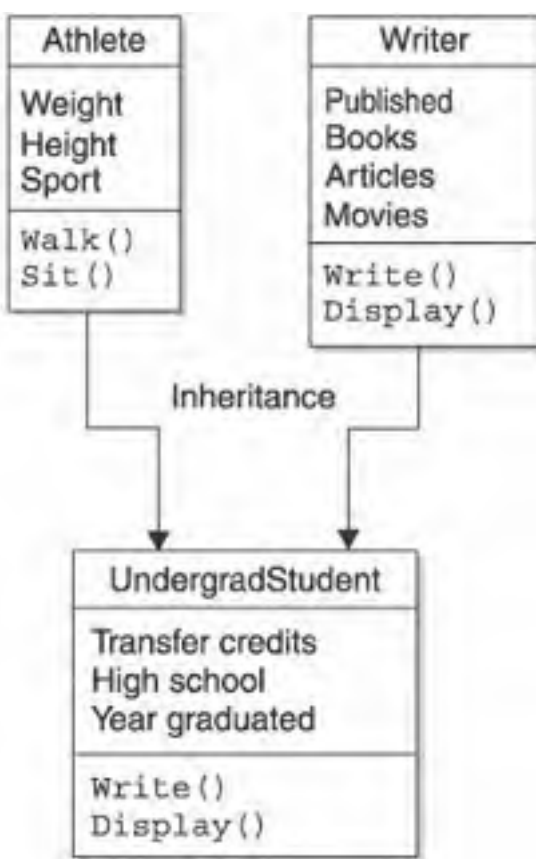 Athlete
Weight
Height
Sport
Walk()
Sit()
Writer
Published
Books
Articles
Movies
Write()
Display()
Inheritance
UndergradStudent
Transfer credits
High school
Year graduated
Write()
Display()